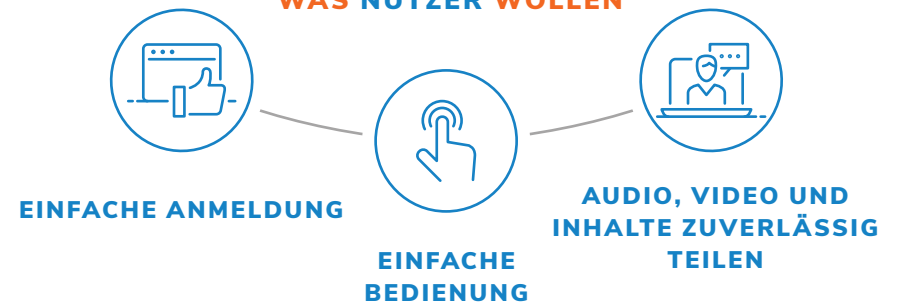 WAS NUTZER WOLLEN
EINFACHE ANMELDUNG
EINFACHE
BEDIENUNG
AUDIO, VIDEO UND
INHALTE ZUVERLÄSSIG
TEILEN